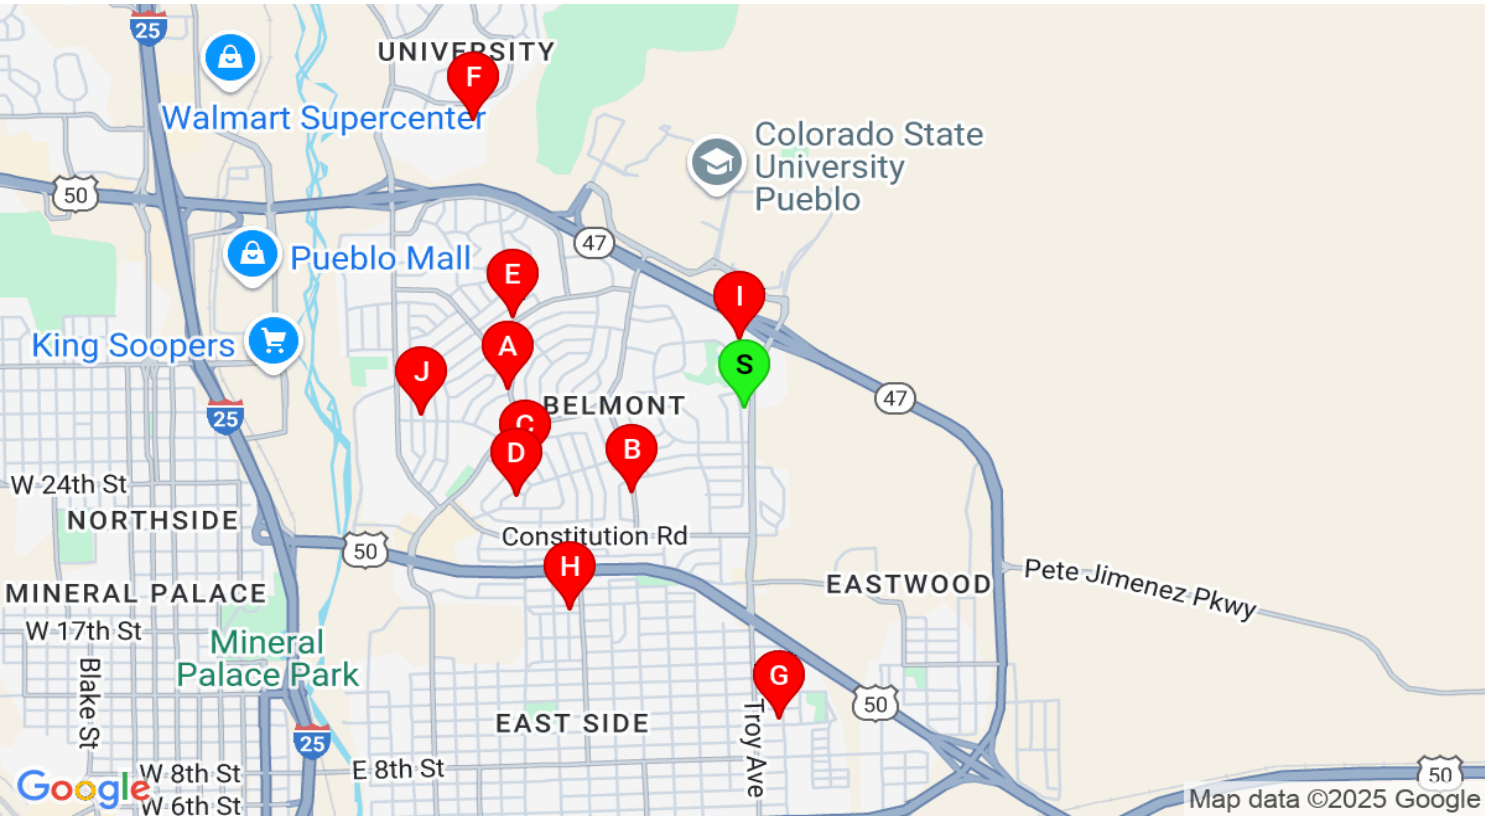 25
UNIVERSITY
F
Walmart Supercenter
Colorado State
University
Pueblo
50
47
Pueblo Mall
E
I
King Soopers
A
S
J
47
25
BELMONT
C
B
D
W 24th St
NORTHSIDE
Constitution Rd
50
H
EASTWOOD
Pete Jimenez Pkwy
MINERAL PALACE
W 17th St
Mineral
Palace Park
Blake St
G
50
EAST SIDE
Troy Ave
25
E 8th St
W 8th St
50
Google
W 6th St
Map data ©2025 Google